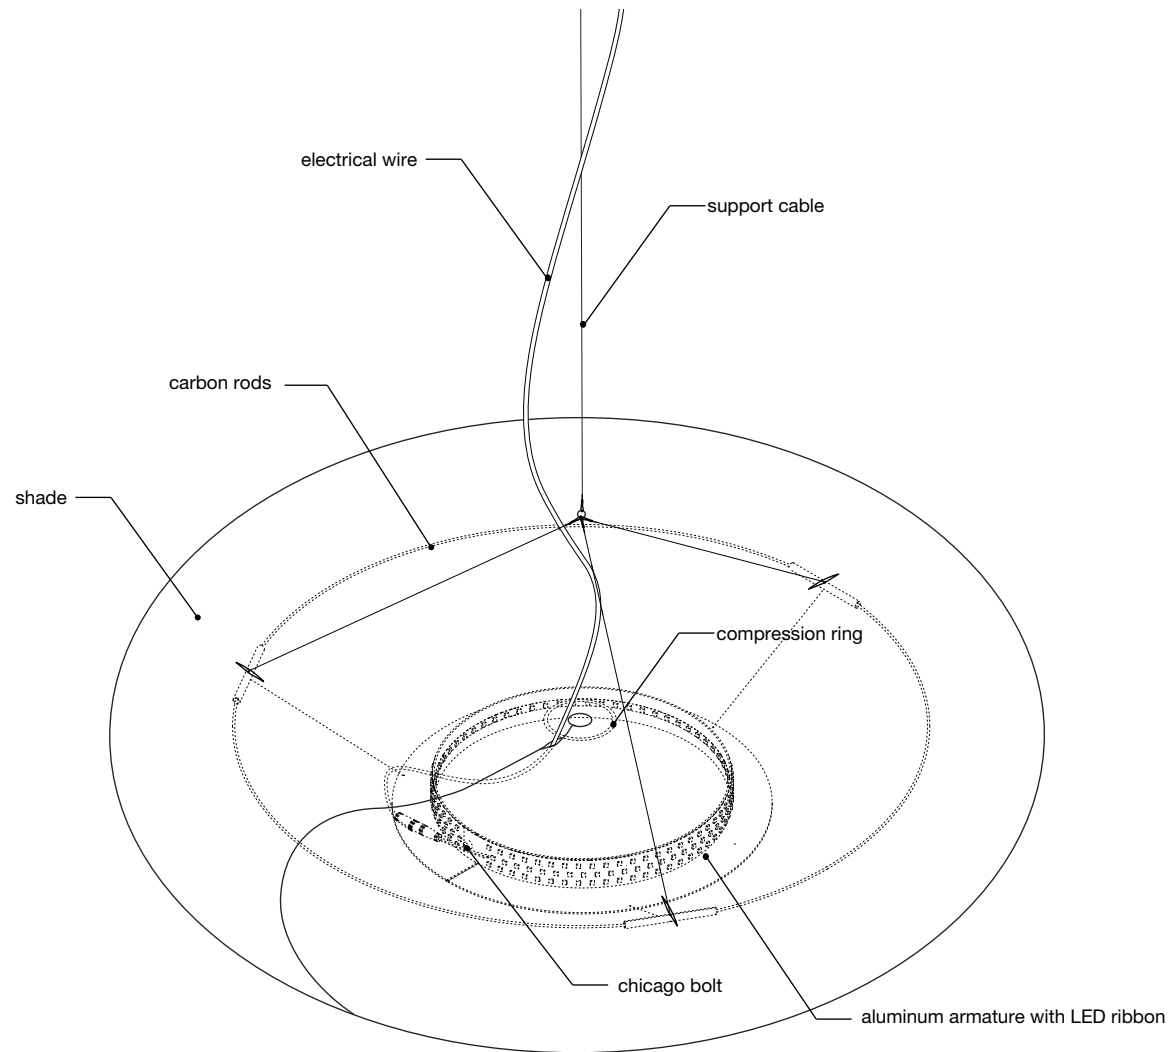 electrical wire
support cable
carbon rods
shade
compression ring
chicago bolt
aluminum armature with LED ribbon